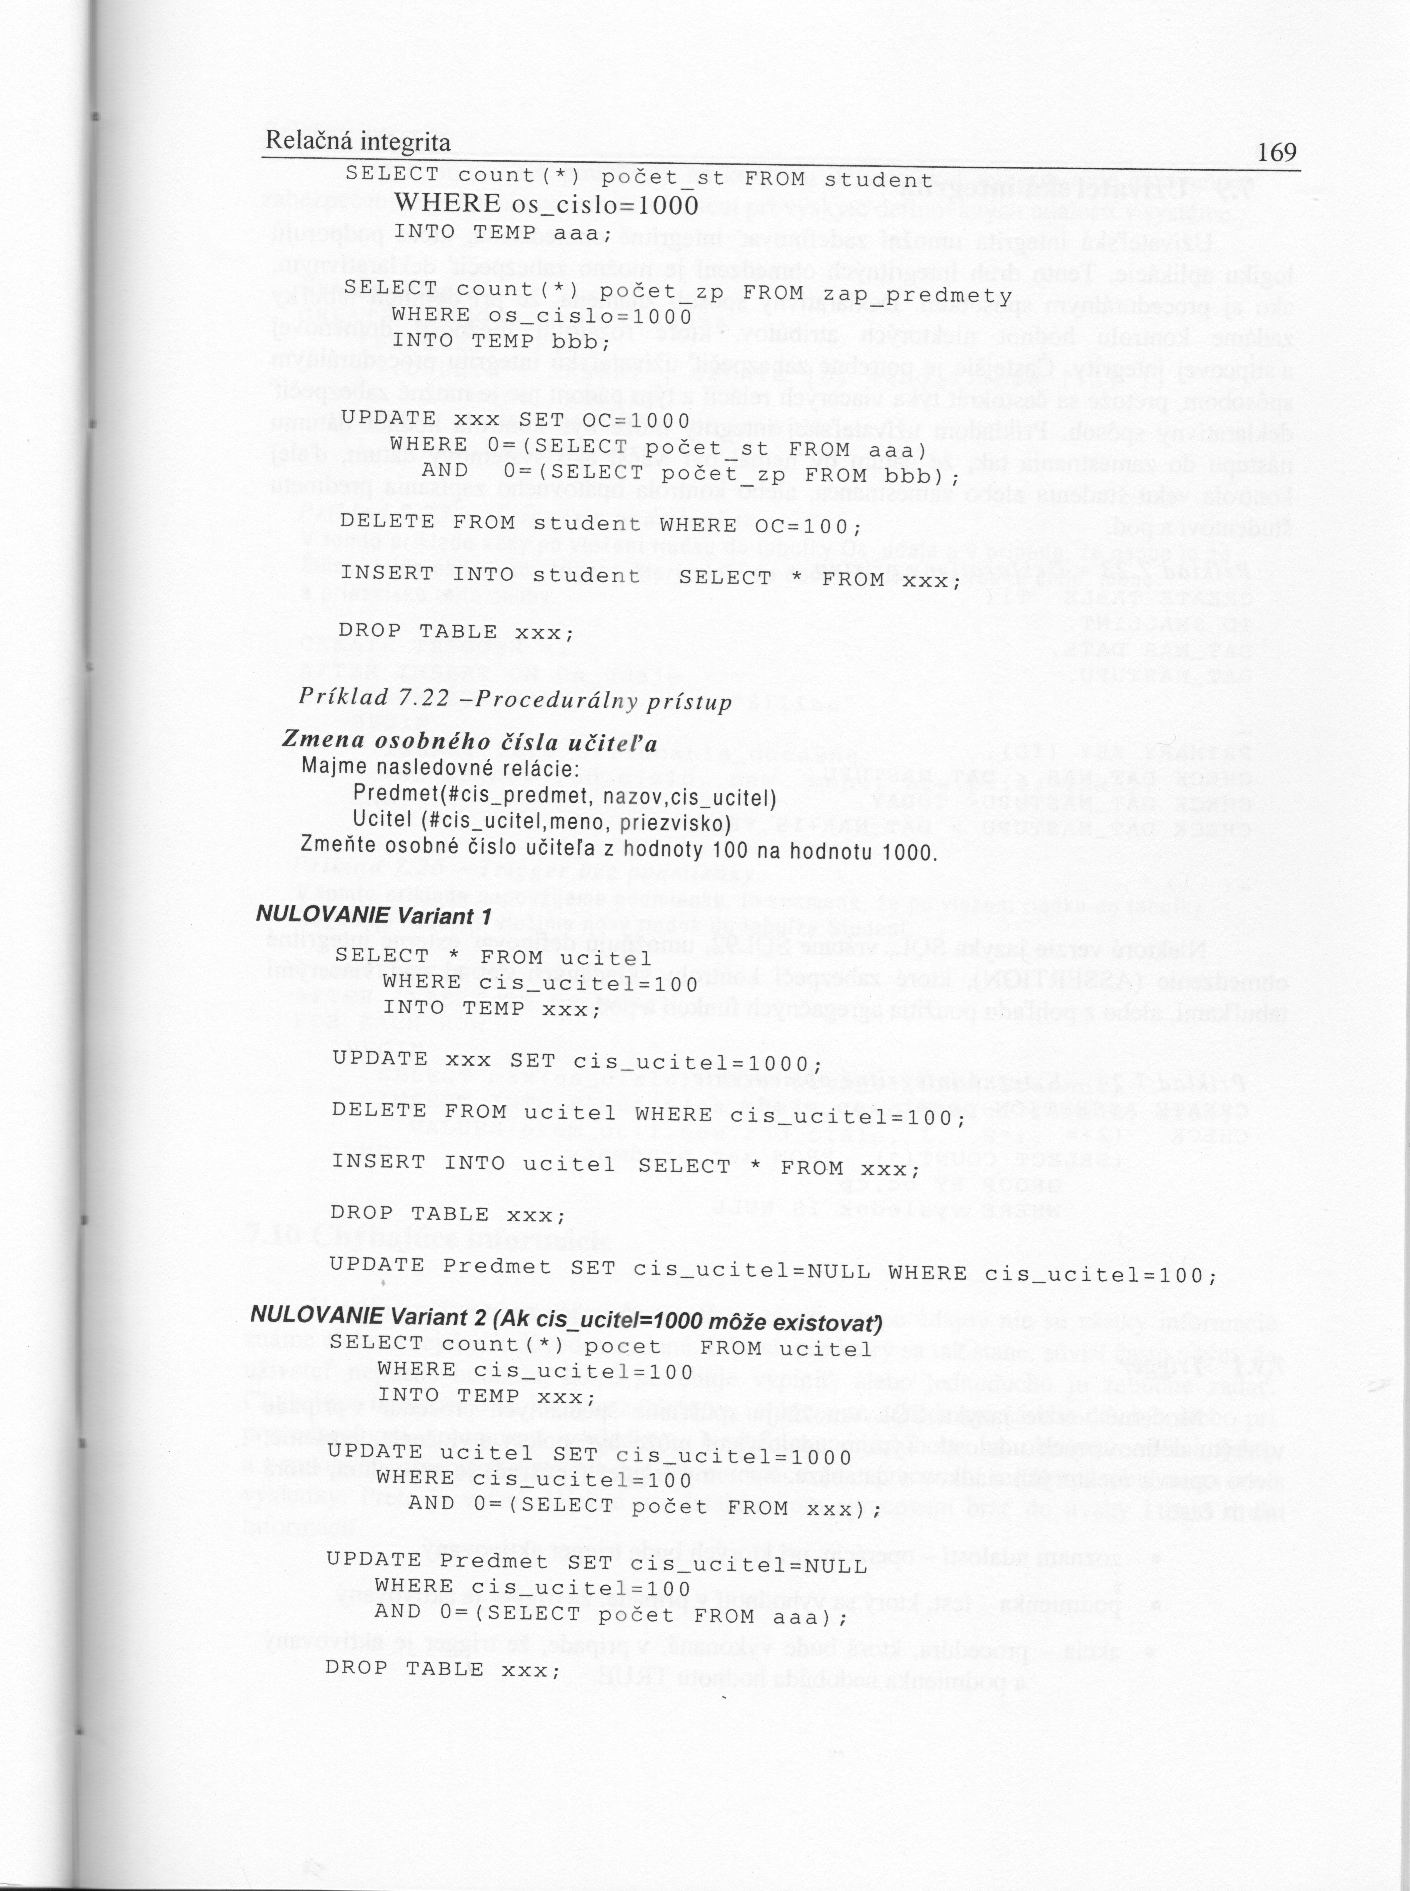 Relačná integrita 169
SELECT count(*) počet_st FROM student
WHERE os_cislo=1000
INTO TEMP aaa;
SELECT count(*) počet_zp FROM zap_predmety
WHERE os_cislo=1000
INTO TEMP bbb;
UPDATE xxx SET OC=1000
WHERE 0=(SELECT počet_st FROM aaa)
AND 0=(SELECT počet_zp FROM bbb);
DELETE FROM student WHERE OC=100;
INSERT INTO student SELECT * FROM xxx;
DROP TABLE xxx;
Príklad 7.22 –Procedurálny prístup
Zmena osobného čísla učiteľa
Majme nasledovné relácie:
Predmet(#cis_predmet, nazov,cis_ucitel)
Ucitel (#cis_ucitel,meno, priezvisko)
Zmeňte osobné číslo učiteľa z hodnoty 100 na hodnotu 1000.
NULOVANIE Variant 1
SELECT * FROM ucitel
WHERE cis_ucitel=100
INTO TEMP xxx;
UPDATE xxx SET cis_ucitel=1000;
DELETE FROM ucitel WHERE cis_ucitel=100;
INSERT INTO ucitel SELECT * FROM xxx;
DROP TABLE xxx;
UPDATE Predmet SET cis_ucitel=NULL WHERE cis_ucitel=100;
NULOVANIE Variant 2 (Ak cis_ucitel=1000 môže existovať)
SELECT count(*) pocet FROM ucitel
WHERE cis_ucitel=100
INTO TEMP xxx;
UPDATE ucitel SET cis_ucitel=1000
WHERE cis_ucitel=100
AND 0=(SELECT počet FROM xxx);
UPDATE Predmet SET cis_ucitel=NULL
WHERE cis_ucitel=100
AND 0=(SELECT počet FROM aaa);
DROP TABLE xxx;